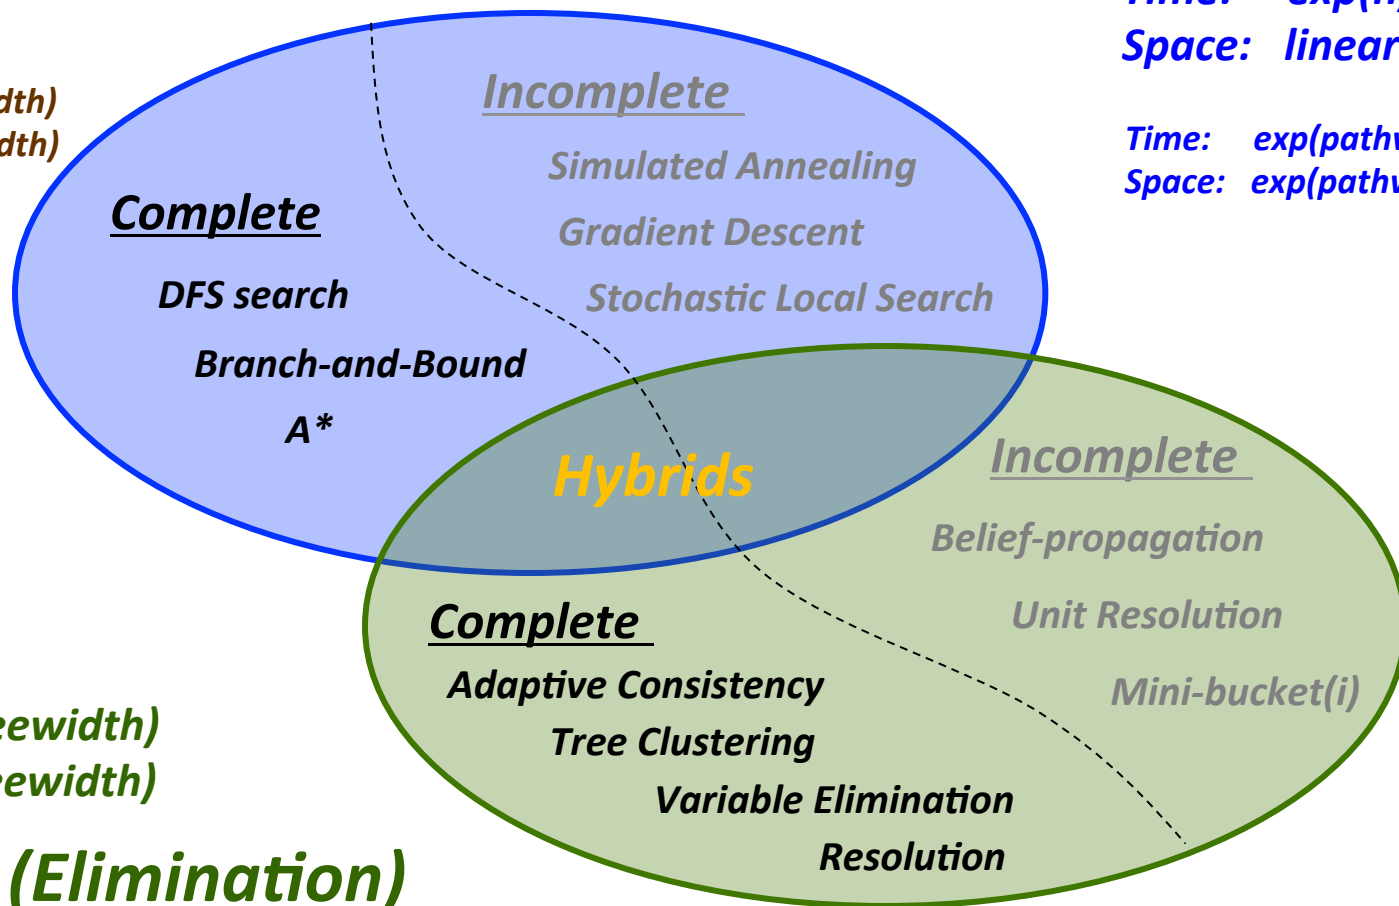 Space: linear
dth)
dth)
Time: exp(pathw
Space: exp(pathw
Incomplete
Simulated Annealing
Gradient Descent
Stochastic Local Search
Complete
DFS search
Branch-and-Bound
A*
Hybrids
Incomplete
Belief-propagation
Unit Resolution
Mini-bucket(i)
Complete
Adaptive Consistency
Tree Clustering
Variable Elimination
Resolution
eewidth)
eewidth)
(Elimination)